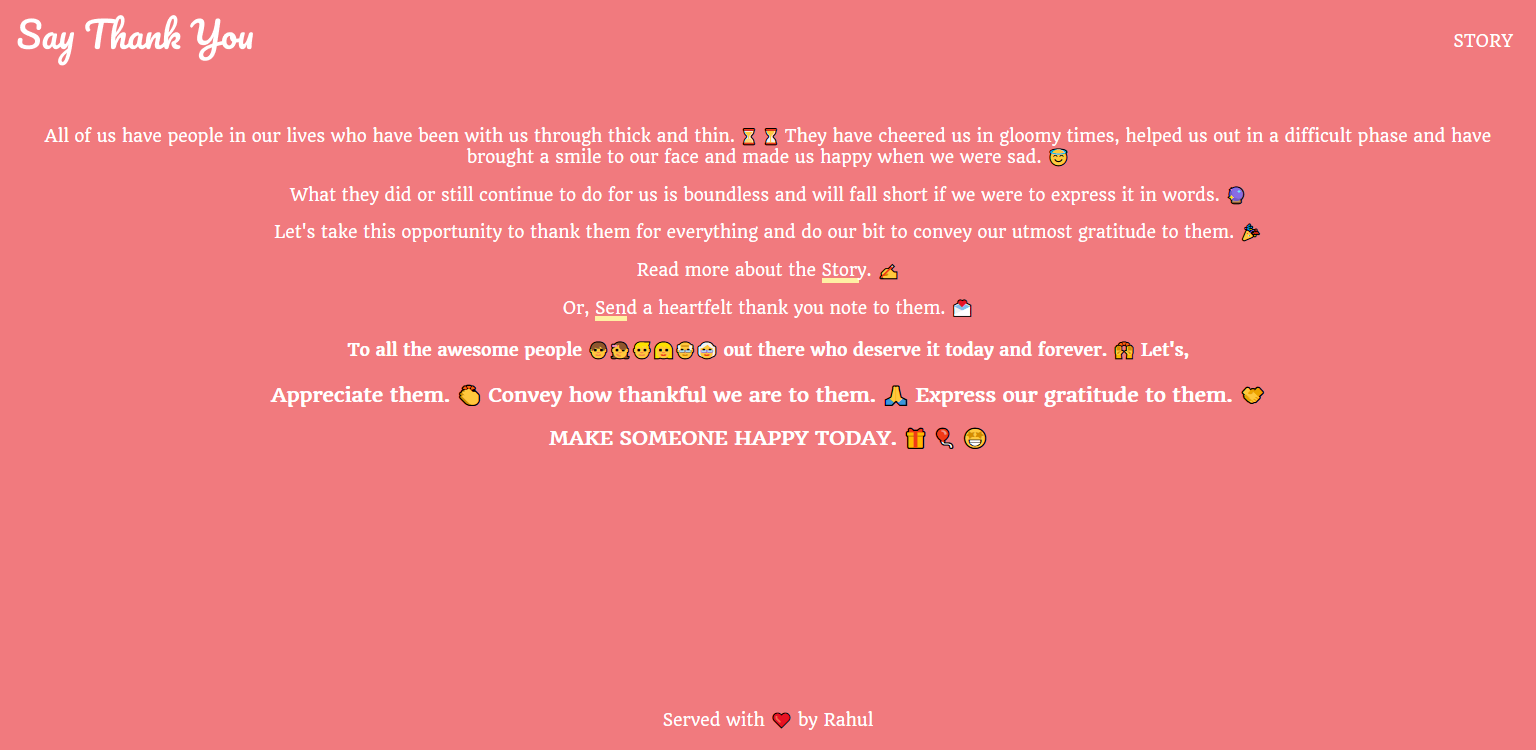 Say Thank You
STORY
All of us have people in our lives who have been with us through thick and thin. ⏳ ⏳ They have cheered us in gloomy times, helped us out in a difficult phase and have
brought a smile to our face and made us happy when we were sad. 😇
What they did or still continue to do for us is boundless and will fall short if we were to express it in words. 🔮
Let's take this opportunity to thank them for everything and do our bit to convey our utmost gratitude to them. 🎉
Read more about the Story. ✍
Or, Send a heartfelt thank you note to them. 💌
To all the awesome people 👦👧👨👩👴👵 out there who deserve it today and forever. 🙌 Let's,
Appreciate them. 👏 Convey how thankful we are to them. 🙏 Express our gratitude to them. 🤝
MAKE SOMEONE HAPPY TODAY. 🎁 🎈 😁
Served with ❤ by Rahul